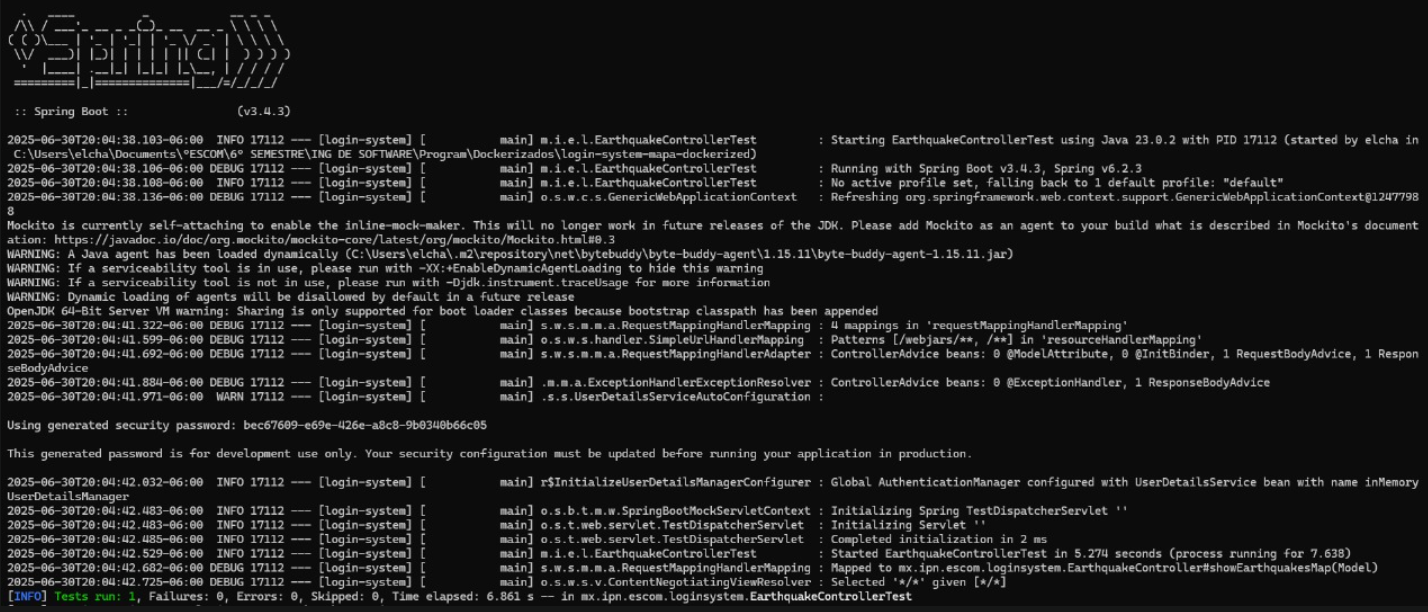 :: Spring Boot ::                (v3.4.3)
2025-06-30T20:04:38.103-06:00  INFO 17112 --- [login-system] [           main] m.i.e.l.EarthquakeControllerTest         : Starting EarthquakeControllerTest using Java 23.0.2 with PID 17112 (started by elcha in
 C:\Users\elcha\Documents\°ESCOM\6° SEMESTRE\ING DE SOFTWARE\Program\Dockerizados\login-system-mapa-dockerized)
2025-06-30T20:04:38.106-06:00 DEBUG 17112 --- [login-system] [           main] m.i.e.l.EarthquakeControllerTest         : Running with Spring Boot v3.4.3, Spring v6.2.3
2025-06-30T20:04:38.108-06:00  INFO 17112 --- [login-system] [           main] m.i.e.l.EarthquakeControllerTest         : No active profile set, falling back to 1 default profile: "default"
2025-06-30T20:04:38.136-06:00 DEBUG 17112 --- [login-system] [           main] o.s.w.c.s.GenericWebApplicationContext   : Refreshing org.springframework.web.context.support.GenericWebApplicationContext@1247798
8
Mockito is currently self-attaching to enable the inline-mock-maker. This will no longer work in future releases of the JDK. Please add Mockito as an agent to your build what is described in Mockito's document
ation: https://javadoc.io/doc/org.mockito/mockito-core/latest/org/mockito/Mockito.html#0.3
WARNING: A Java agent has been loaded dynamically (C:\Users\elcha\.m2\repository\net\bytebuddy\byte-buddy-agent\1.15.11\byte-buddy-agent-1.15.11.jar)
WARNING: If a serviceability tool is in use, please run with -XX:+EnableDynamicAgentLoading to hide this warning
WARNING: If a serviceability tool is not in use, please run with -Djdk.instrument.traceUsage for more information
WARNING: Dynamic loading of agents will be disallowed by default in a future release
OpenJDK 64-Bit Server VM warning: Sharing is only supported for boot loader classes because bootstrap classpath has been appended
2025-06-30T20:04:41.322-06:00 DEBUG 17112 --- [login-system] [           main] s.w.s.m.m.a.RequestMappingHandlerMapping : 4 mappings in 'requestMappingHandlerMapping'
2025-06-30T20:04:41.599-06:00 DEBUG 17112 --- [login-system] [           main] o.s.w.s.handler.SimpleUrlHandlerMapping  : Patterns [/webjars/**, /**] in 'resourceHandlerMapping'
2025-06-30T20:04:41.692-06:00 DEBUG 17112 --- [login-system] [           main] s.w.s.m.m.a.RequestMappingHandlerAdapter : ControllerAdvice beans: 0 @ModelAttribute, 0 @InitBinder, 1 RequestBodyAdvice, 1 Respon
seBodyAdvice
2025-06-30T20:04:41.884-06:00 DEBUG 17112 --- [login-system] [           main] .m.m.a.ExceptionHandlerExceptionResolver : ControllerAdvice beans: 0 @ExceptionHandler, 1 ResponseBodyAdvice
2025-06-30T20:04:41.971-06:00  WARN 17112 --- [login-system] [           main] .s.s.UserDetailsServiceAutoConfiguration :
Using generated security password: bec67609-e69e-426e-a8c8-9b0340b66c05
This generated password is for development use only. Your security configuration must be updated before running your application in production.
2025-06-30T20:04:42.032-06:00  INFO 17112 --- [login-system] [           main] r$InitializeUserDetailsManagerConfigurer : Global AuthenticationManager configured with UserDetailsService bean with name inMemory
UserDetailsManager
2025-06-30T20:04:42.483-06:00  INFO 17112 --- [login-system] [           main] o.s.b.t.m.w.SpringBootMockServletContext : Initializing Spring TestDispatcherServlet ''
2025-06-30T20:04:42.483-06:00  INFO 17112 --- [login-system] [           main] o.s.t.web.servlet.TestDispatcherServlet  : Initializing Servlet ''
2025-06-30T20:04:42.485-06:00  INFO 17112 --- [login-system] [           main] o.s.t.web.servlet.TestDispatcherServlet  : Completed initialization in 2 ms
2025-06-30T20:04:42.529-06:00  INFO 17112 --- [login-system] [           main] m.i.e.l.EarthquakeControllerTest         : Started EarthquakeControllerTest in 5.274 seconds (process running for 7.638)
2025-06-30T20:04:42.682-06:00 DEBUG 17112 --- [login-system] [           main] s.w.s.m.m.a.RequestMappingHandlerMapping : Mapped to mx.ipn.escom.loginsystem.EarthquakeController#showEarthquakesMap(Model)
2025-06-30T20:04:42.725-06:00 DEBUG 17112 --- [login-system] [           main] o.s.w.s.v.ContentNegotiatingViewResolver : Selected '*/*' given [*/*]
[INFO] Tests run: 1, Failures: 0, Errors: 0, Skipped: 0, Time elapsed: 6.861 s -- in mx.ipn.escom.loginsystem.EarthquakeControllerTest